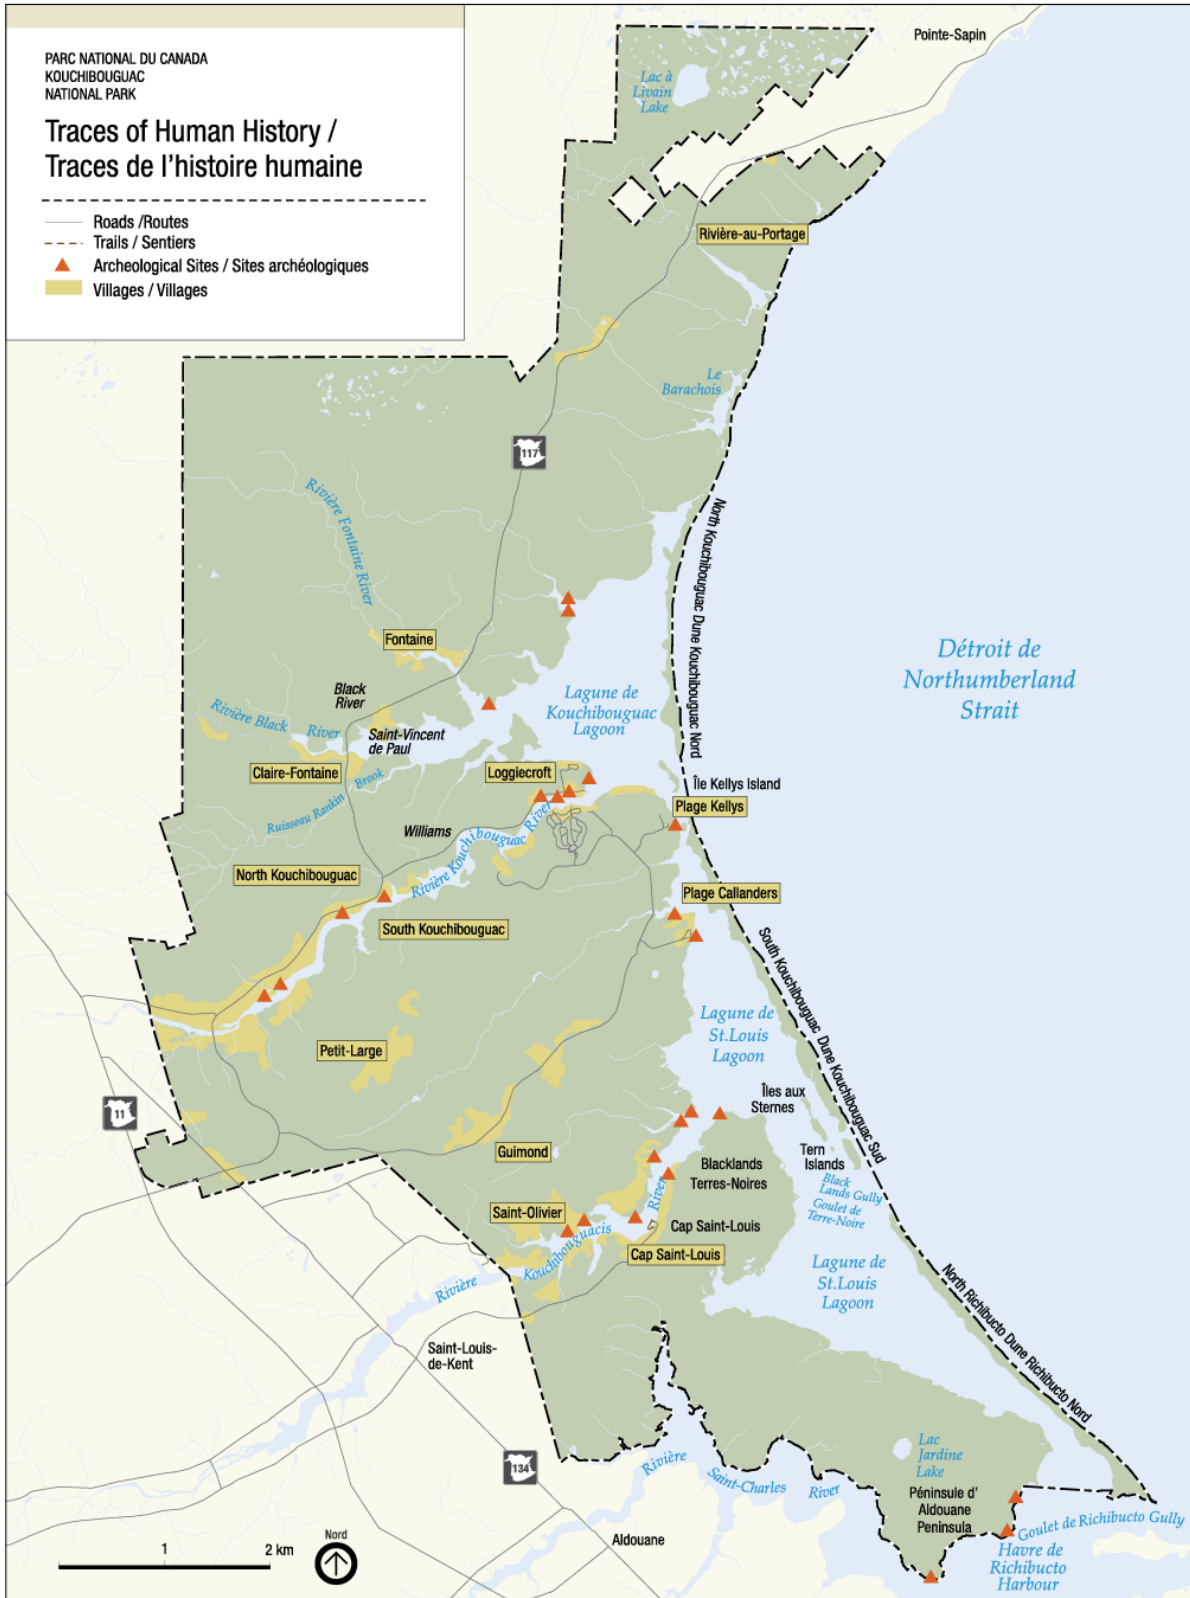 PARC NATIONAL DU CANADA
KOUCHIBOUGUAC
NATIONAL PARK
Traces of Human History /
Traces de l'histoire humaine
Roads /Routes
Trails / Sentiers
Archeological Sites / Sites archéologiques
Villages / Villages
Pointe-Sapin
Lac à
Livain
Lake
Rivière-au-Portage
Le
Barachois
117
Rivière Fontaine River
North Kouchibouguac Dune Kouchibouguac Nord
Fontaine
Détroit de
Northumberland
Strait
Black
River
Lagune de
Kouchibouguac
Lagoon
Rivière Black River
Saint-Vincent
de Paul
Claire-Fontaine
Loggiecroft
Île Kellys Island
Plage Kellys
Ruisseau Rankin Brook
Williams
Rivière Kouchibouguac River
North Kouchibouguac
Plage Callanders
South Kouchibouguac
South Kouchibouguac Dune Kouchibouguac Sud
Lagune de
St.Louis
Lagoon
Petit-Large
Îles aux
Sternes
11
Guimond
Tern
Islands
Blacklands
Terres-Noires
Black
Lands Gully
Goulet de
Terre-Noire
Saint-Olivier
Cap Saint-Louis
Cap Saint-Louis
Rivière Kouchibouguacis River
Lagune de
St.Louis
Lagoon
North Richibucto Dune Richibucto Nord
Saint-Louis-
de-Kent
Lac
Jardine
Lake
134
Rivière Saint-Charles River
Péninsule d'
Aldouane
Peninsula
Goulet de Richibucto Gully
Nord
Aldouane
Havre de
Richibucto
Harbour
1 2 km